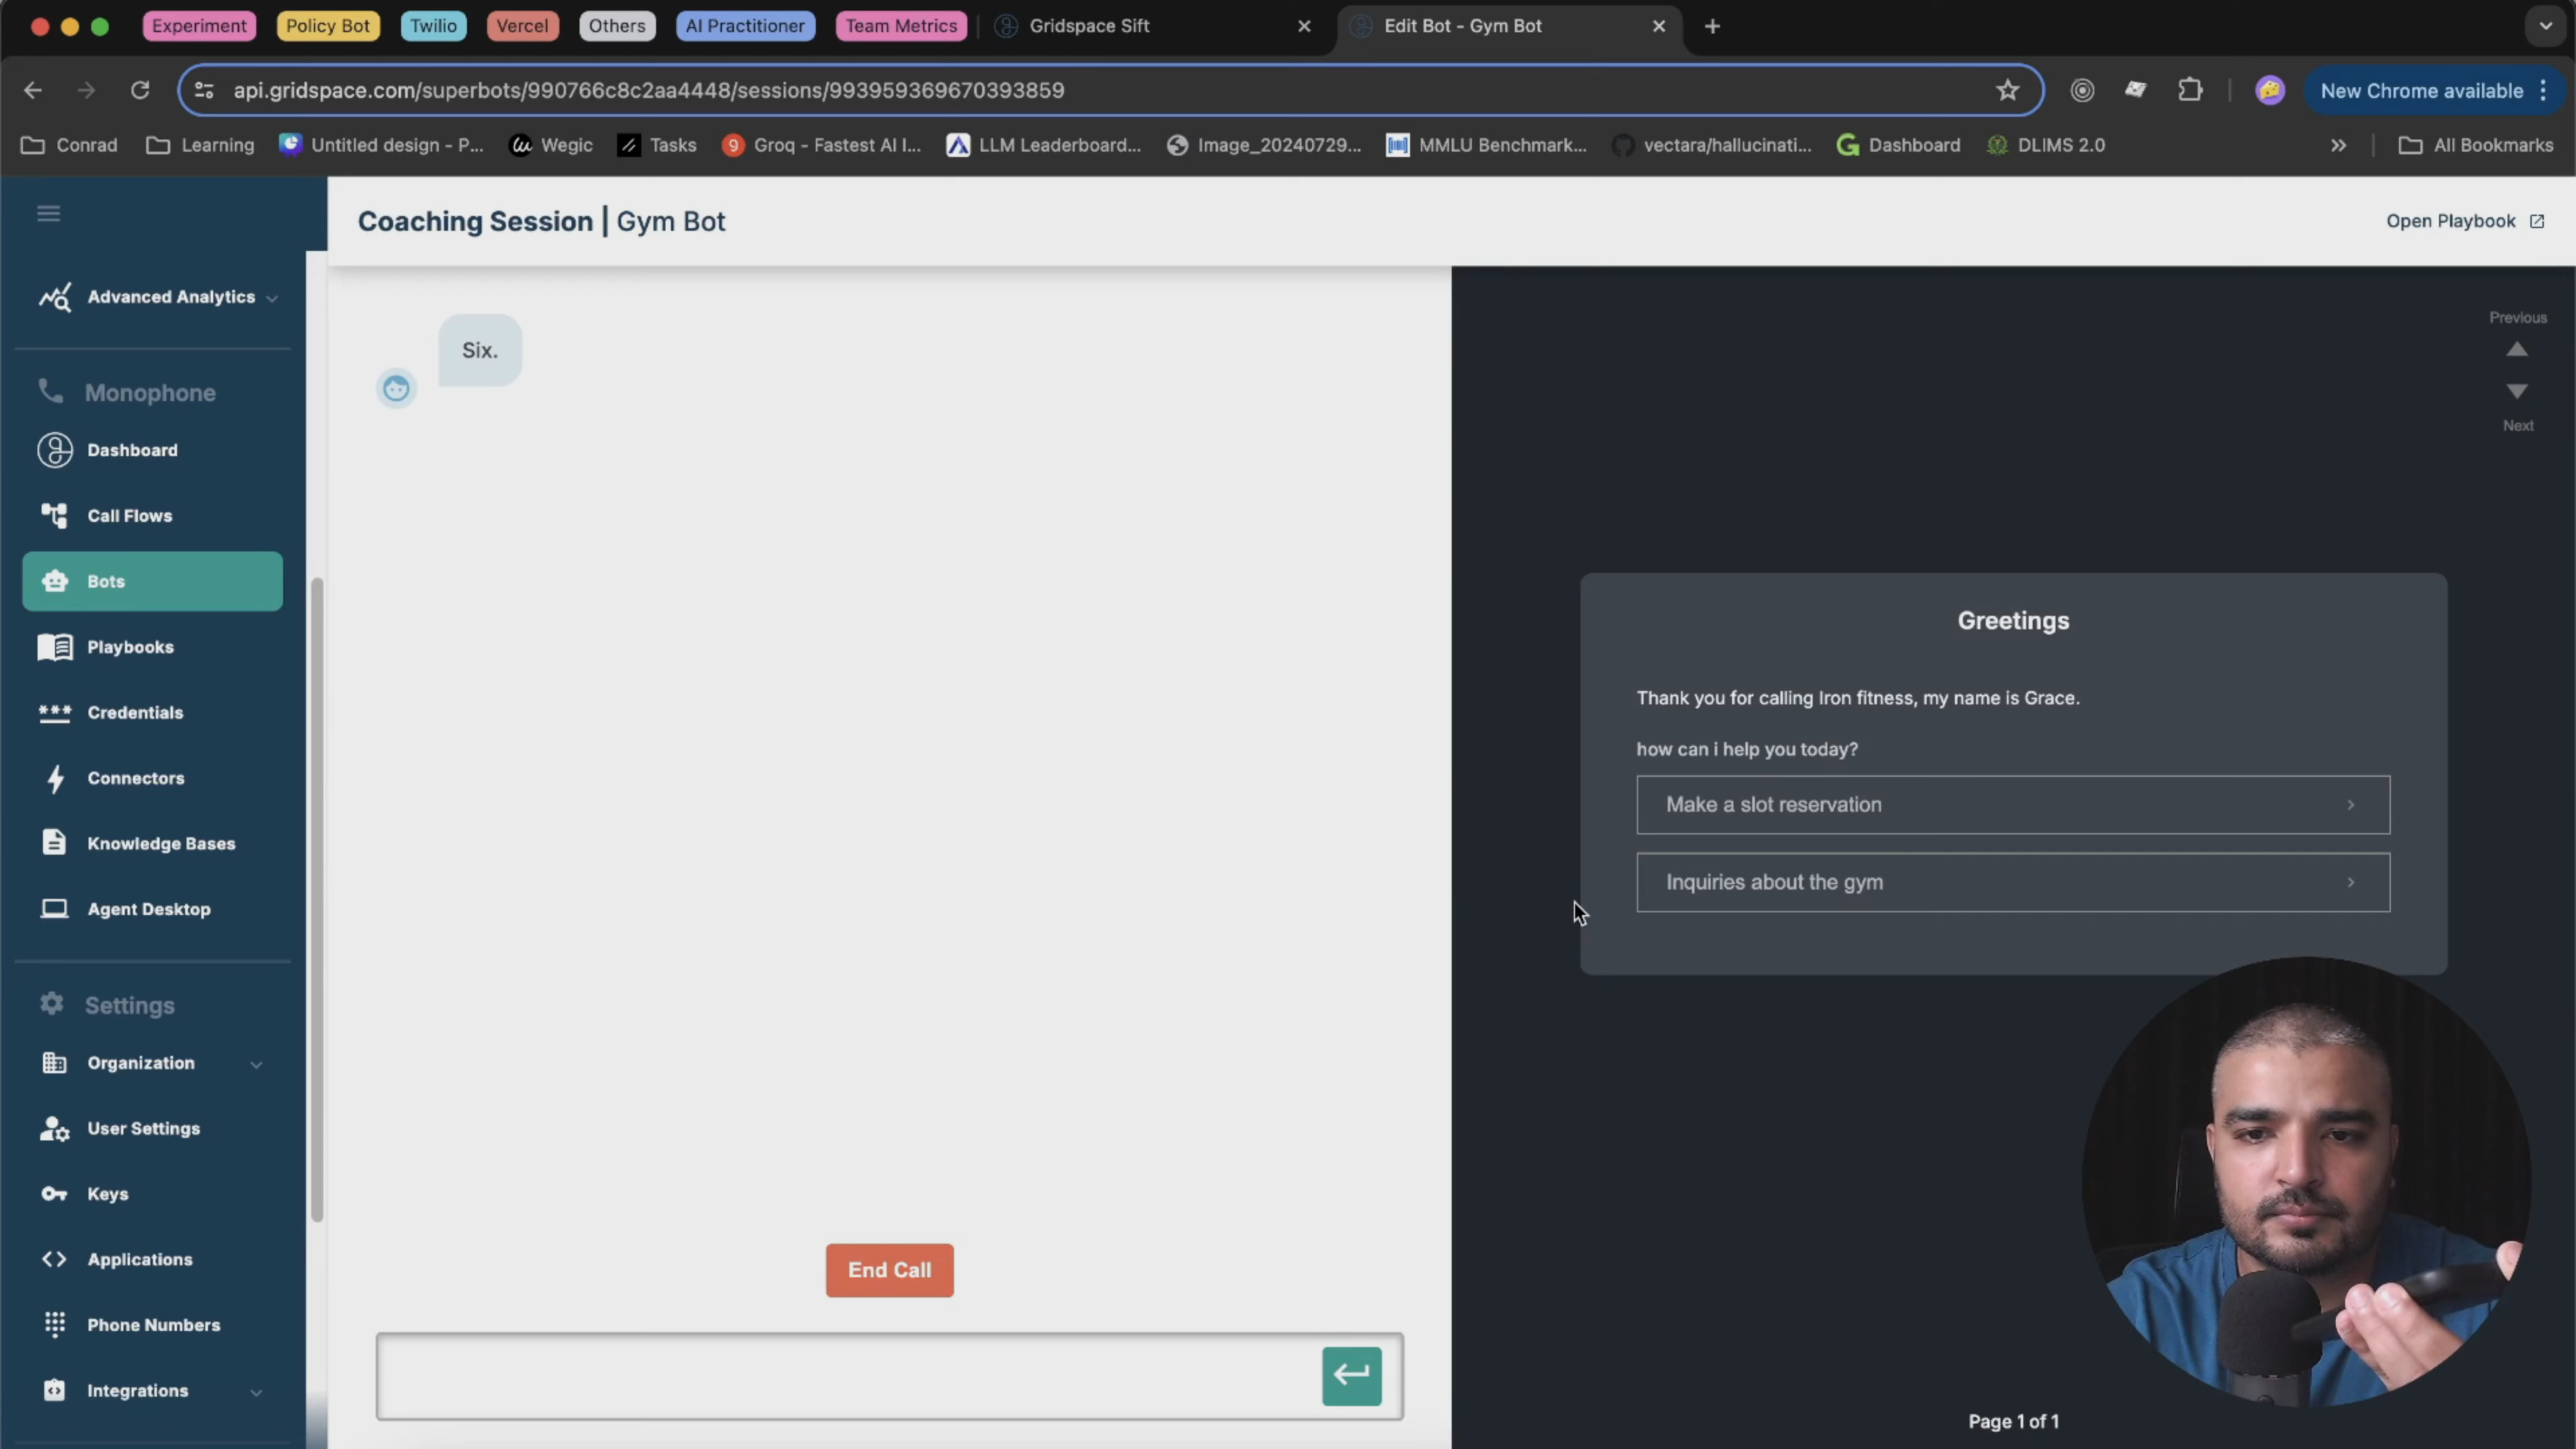 Experiment
Policy Bot
Twilio
Vercel
Others
AI Practitioner
Team Metrics
Gridspace Sift
Edit Bot - Gym Bot
api.gridspace.com/superbots/990766c8c2aa4448/sessions/993959369670393859
New Chrome available
Conrad
Learning
Untitled design - P...
Wegic
Tasks
9
Groq - Fastest AI I...
LLM Leaderboard...
Image_20240729...
MMLU Benchmark...
vectara/hallucinati...
Dashboard
DLIMS 2.0
All Bookmarks
Coaching Session | Gym Bot
Open Playbook
Advanced Analytics
Monophone
Dashboard
Call Flows
Bots
Playbooks
Credentials
Connectors
Knowledge Bases
Agent Desktop
Settings
Organization
User Settings
Keys
Applications
Phone Numbers
Integrations
Six.
End Call
Previous
Next
Greetings
Thank you for calling Iron fitness, my name is Grace.
how can i help you today?
Make a slot reservation
Inquiries about the gym
Page 1 of 1